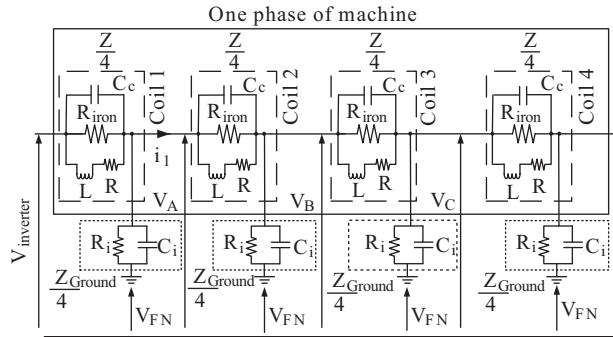 One phase of machine
Z/4 Z/4 Z/4 Z/4
Cc Cc Cc Cc
Coil 1 Coil 2 Coil 3 Coil 4
Riron Riron Riron Riron
i1
L R L R L R L R
VA VB VC
Vinverter
Ri Ci Ri Ci Ri Ci Ri Ci
ZGround/4 ZGround/4 ZGround/4 ZGround/4
VFN VFN VFN VFN